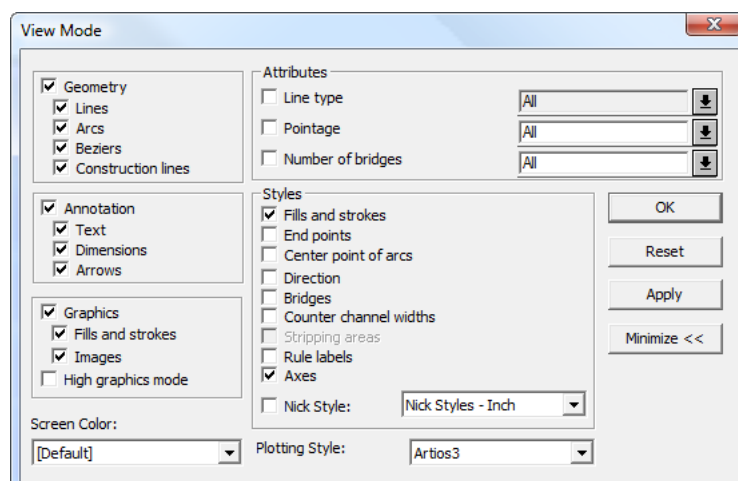 View Mode
Geometry
Lines
Arcs
Beziers
Construction lines
Annotation
Text
Dimensions
Arrows
Graphics
Fills and strokes
Images
High graphics mode
Screen Color:
[Default]
Attributes
Line type All
Pointage All
Number of bridges All
Styles
Fills and strokes
End points
Center point of arcs
Direction
Bridges
Counter channel widths
Stripping areas
Rule labels
Axes
Nick Style: Nick Styles - Inch
Plotting Style: Artios3
OK
Reset
Apply
Minimize <<